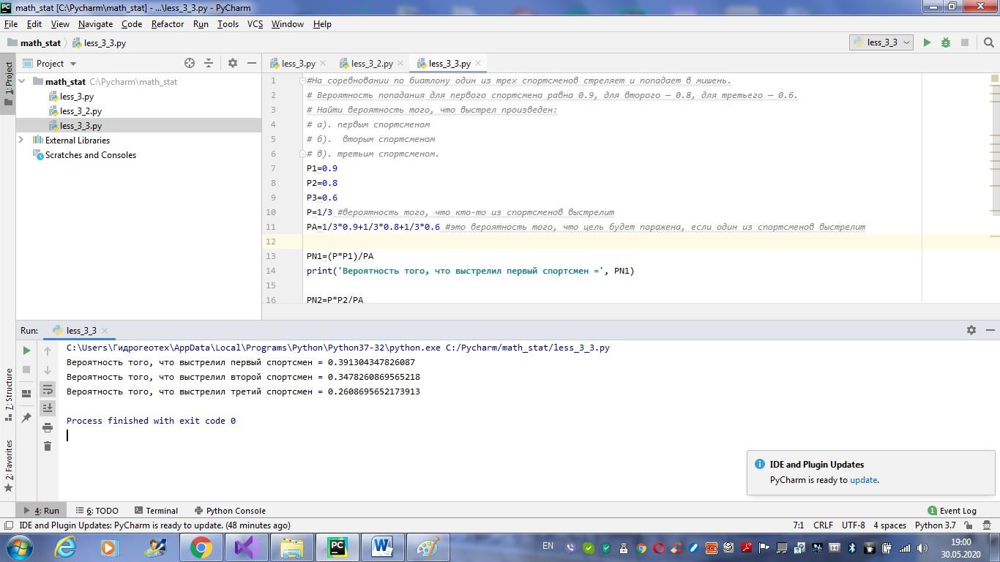 math_stat [C:\Pycharm\math_stat] - ...\less_3_3.py - PyCharm
File Edit View Navigate Code Refactor Run Tools VCS Window Help
math_stat less_3_3.py less_3_3
Project less_3.py less_3_2.py less_3_3.py
1: Project
math_stat C:\Pycharm\math_stat
less_3.py
less_3_2.py
less_3_3.py
External Libraries
Scratches and Consoles
1 #На соревновании по биатлону один из трех спортсменов стреляет и попадает в мишень.
2 # Вероятность попадания для первого спортсмена равна 0.9, для второго — 0.8, для третьего — 0.6.
3 # Найти вероятность того, что выстрел произведен:
4 # а). первым спортсменом
5 # б).  вторым спортсменом
6 # в). третьим спортсменом.
7 P1=0.9
8 P2=0.8
9 P3=0.6
10 P=1/3 #вероятность того, что кто-то из спортсменов выстрелит
11 PA=1/3*0.9+1/3*0.8+1/3*0.6 #это вероятность того, что цель будет поражена, если один из спортсменов выстрелит
12
13 PN1=(P*P1)/PA
14 print('Вероятность того, что выстрелил первый спортсмен =', PN1)
15
16 PN2=P*P2/PA
Run: less_3_3
C:\Users\Гидрогеотех\AppData\Local\Programs\Python\Python37-32\python.exe C:/Pycharm/math_stat/less_3_3.py
Вероятность того, что выстрелил первый спортсмен = 0.391304347826087
Вероятность того, что выстрелил второй спортсмен = 0.3478260869565218
Вероятность того, что выстрелил третий спортсмен = 0.2608695652173913
Process finished with exit code 0
7: Structure
2: Favorites
IDE and Plugin Updates
PyCharm is ready to update.
4: Run 6: TODO Terminal Python Console 1 Event Log
IDE and Plugin Updates: PyCharm is ready to update. (48 minutes ago) 7:1 CRLF UTF-8 4 spaces Python 3.7
EN 19:00
30.05.2020